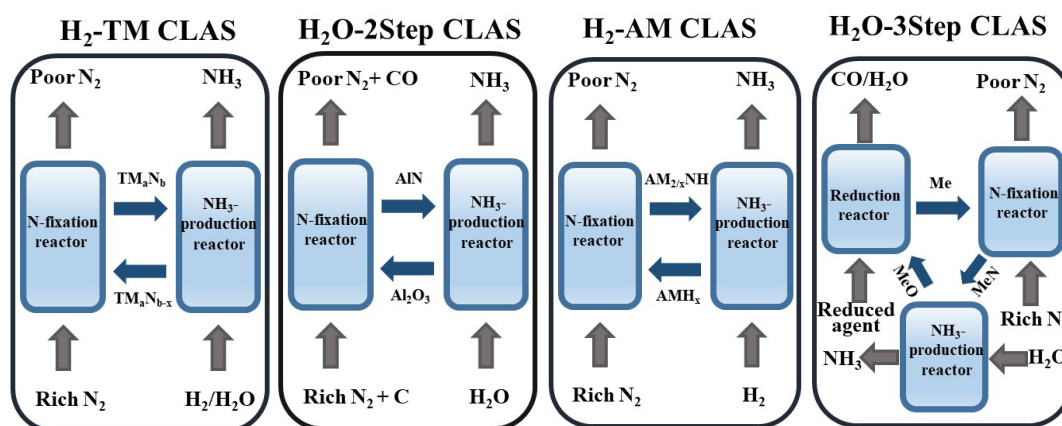 H₂-TM CLAS
Poor N₂
NH₃
N-fixation
reactor
TMₐN_b
TMₐN_b-x
NH₃-
production
reactor
Rich N₂
H₂/H₂O
H₂O-2Step CLAS
Poor N₂+ CO
NH₃
N-fixation
reactor
AlN
Al₂O₃
NH₃-
production
reactor
Rich N₂ + C
H₂O
H₂-AM CLAS
Poor N₂
NH₃
N-fixation
reactor
AM₂/ₓNH
AMHₓ
NH₃-
production
reactor
Rich N₂
H₂
H₂O-3Step CLAS
CO/H₂O
Poor N₂
Reduction
reactor
Me
N-fixation
reactor
MeO
MeN
Reduced
agent
Rich N
NH₃
NH₃-
production
reactor
H₂O